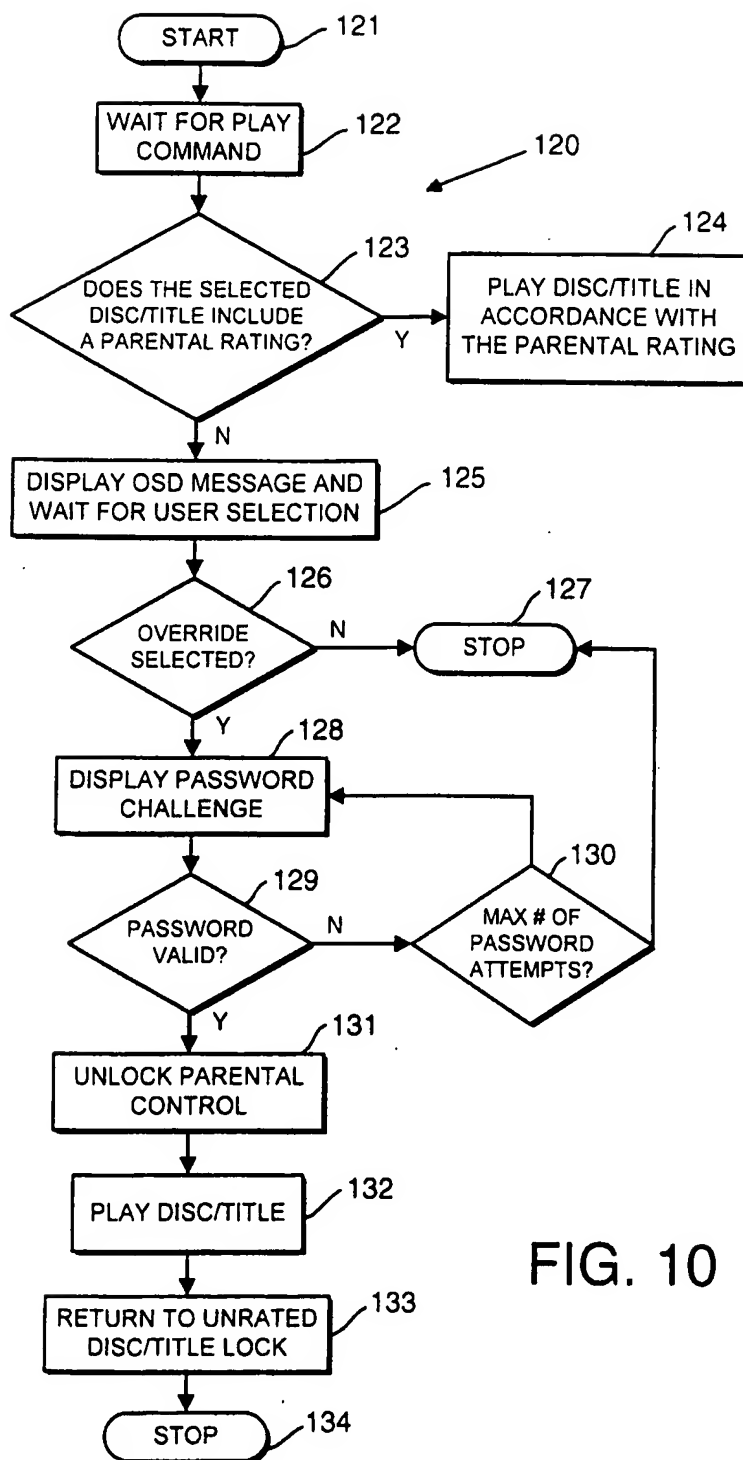 START
121
WAIT FOR PLAY
COMMAND
122
120
123
DOES THE SELECTED
DISC/TITLE INCLUDE
A PARENTAL RATING?
Y
124
PLAY DISC/TITLE IN
ACCORDANCE WITH
THE PARENTAL RATING
N
DISPLAY OSD MESSAGE AND
WAIT FOR USER SELECTION
125
126
OVERRIDE
SELECTED?
N
127
STOP
Y
128
DISPLAY PASSWORD
CHALLENGE
129
PASSWORD
VALID?
N
130
MAX # OF
PASSWORD
ATTEMPTS?
Y
131
UNLOCK PARENTAL
CONTROL
PLAY DISC/TITLE
132
RETURN TO UNRATED
DISC/TITLE LOCK
133
STOP
134
FIG. 10